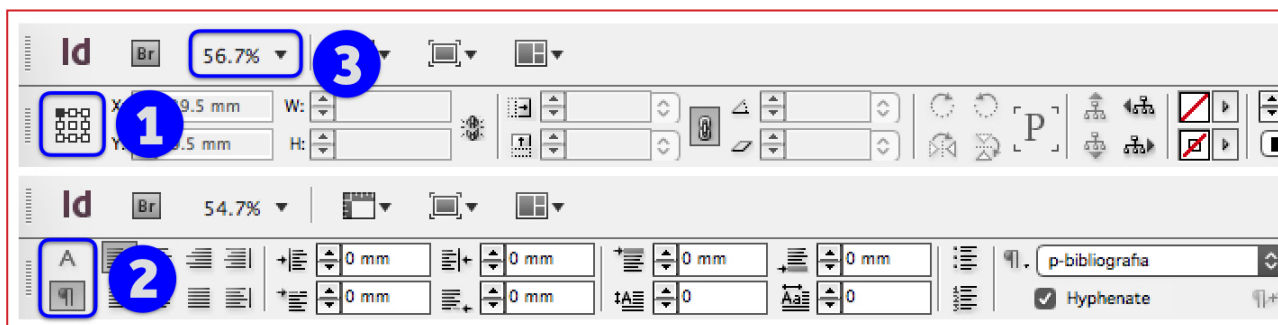 Id Br 56.7% 3
1 X: 9.5 mm W:
Y: 9.5 mm H:
P
Id Br 54.7%
A 0 mm 0 mm 0 mm 0 mm p-bibliografia
2 0 mm 0 mm 0 0 Hyphenate